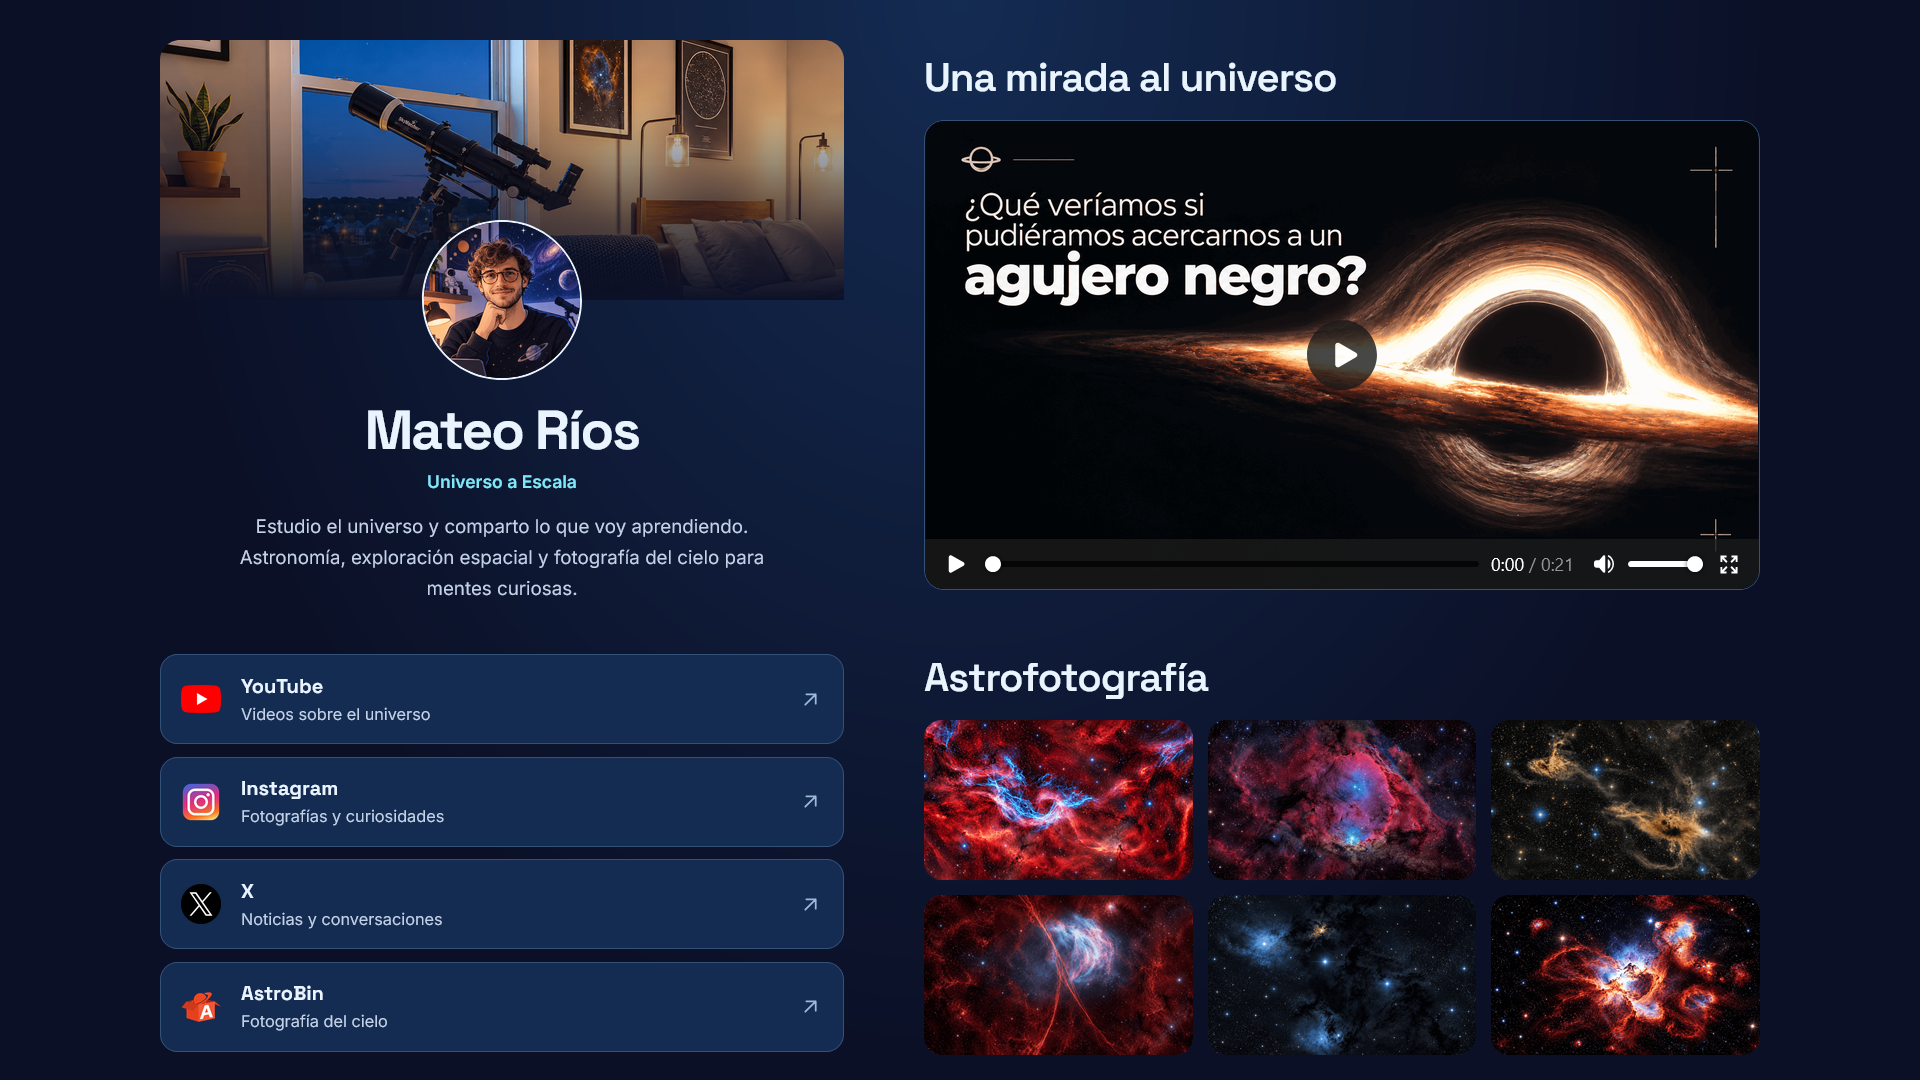 Mateo Ríos
Universo a Escala
Estudio el universo y comparto lo que voy aprendiendo.
Astronomía, exploración espacial y fotografía del cielo para
mentes curiosas.
YouTube
Videos sobre el universo
Instagram
Fotografías y curiosidades
X
Noticias y conversaciones
AstroBin
Fotografía del cielo
Una mirada al universo
¿Qué veríamos si
pudiéramos acercarnos a un
agujero negro?
0:00 / 0:21
Astrofotografía